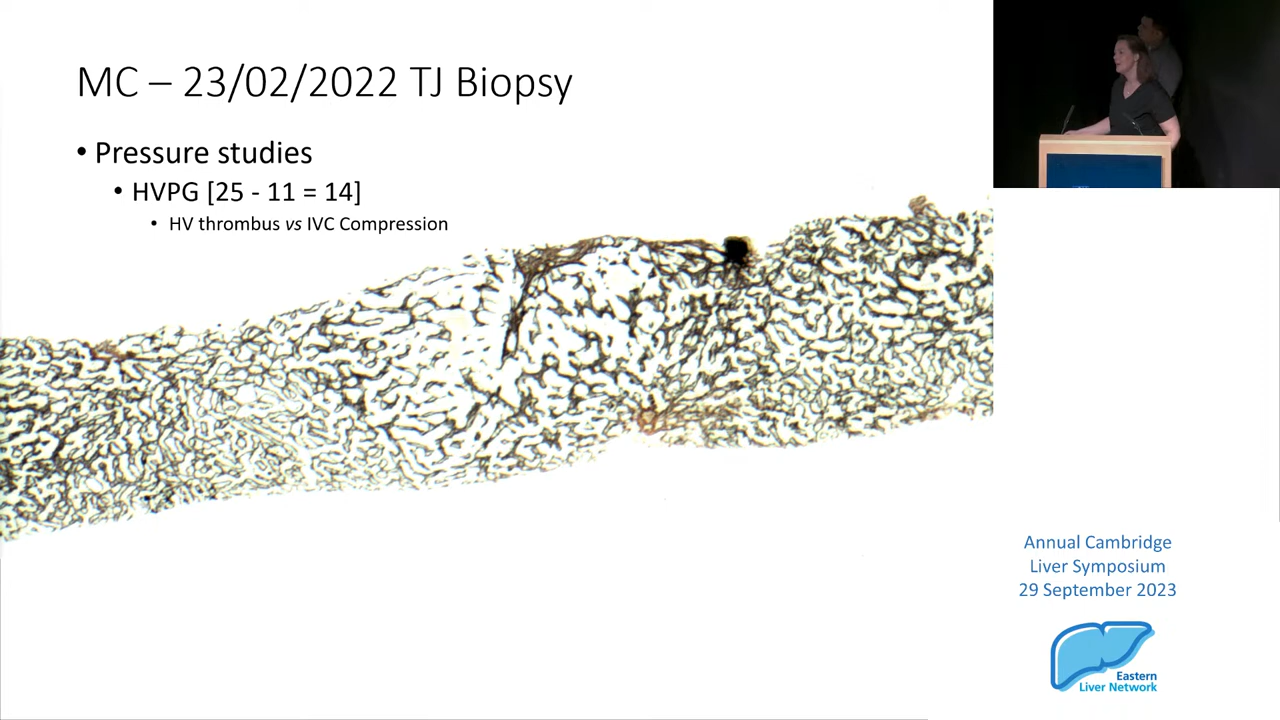 MC – 23/02/2022 TJ Biopsy
• Pressure studies
• HVPG [25 - 11 = 14]
• HV thrombus vs IVC Compression
Annual Cambridge
Liver Symposium
29 September 2023
Eastern
Liver Network